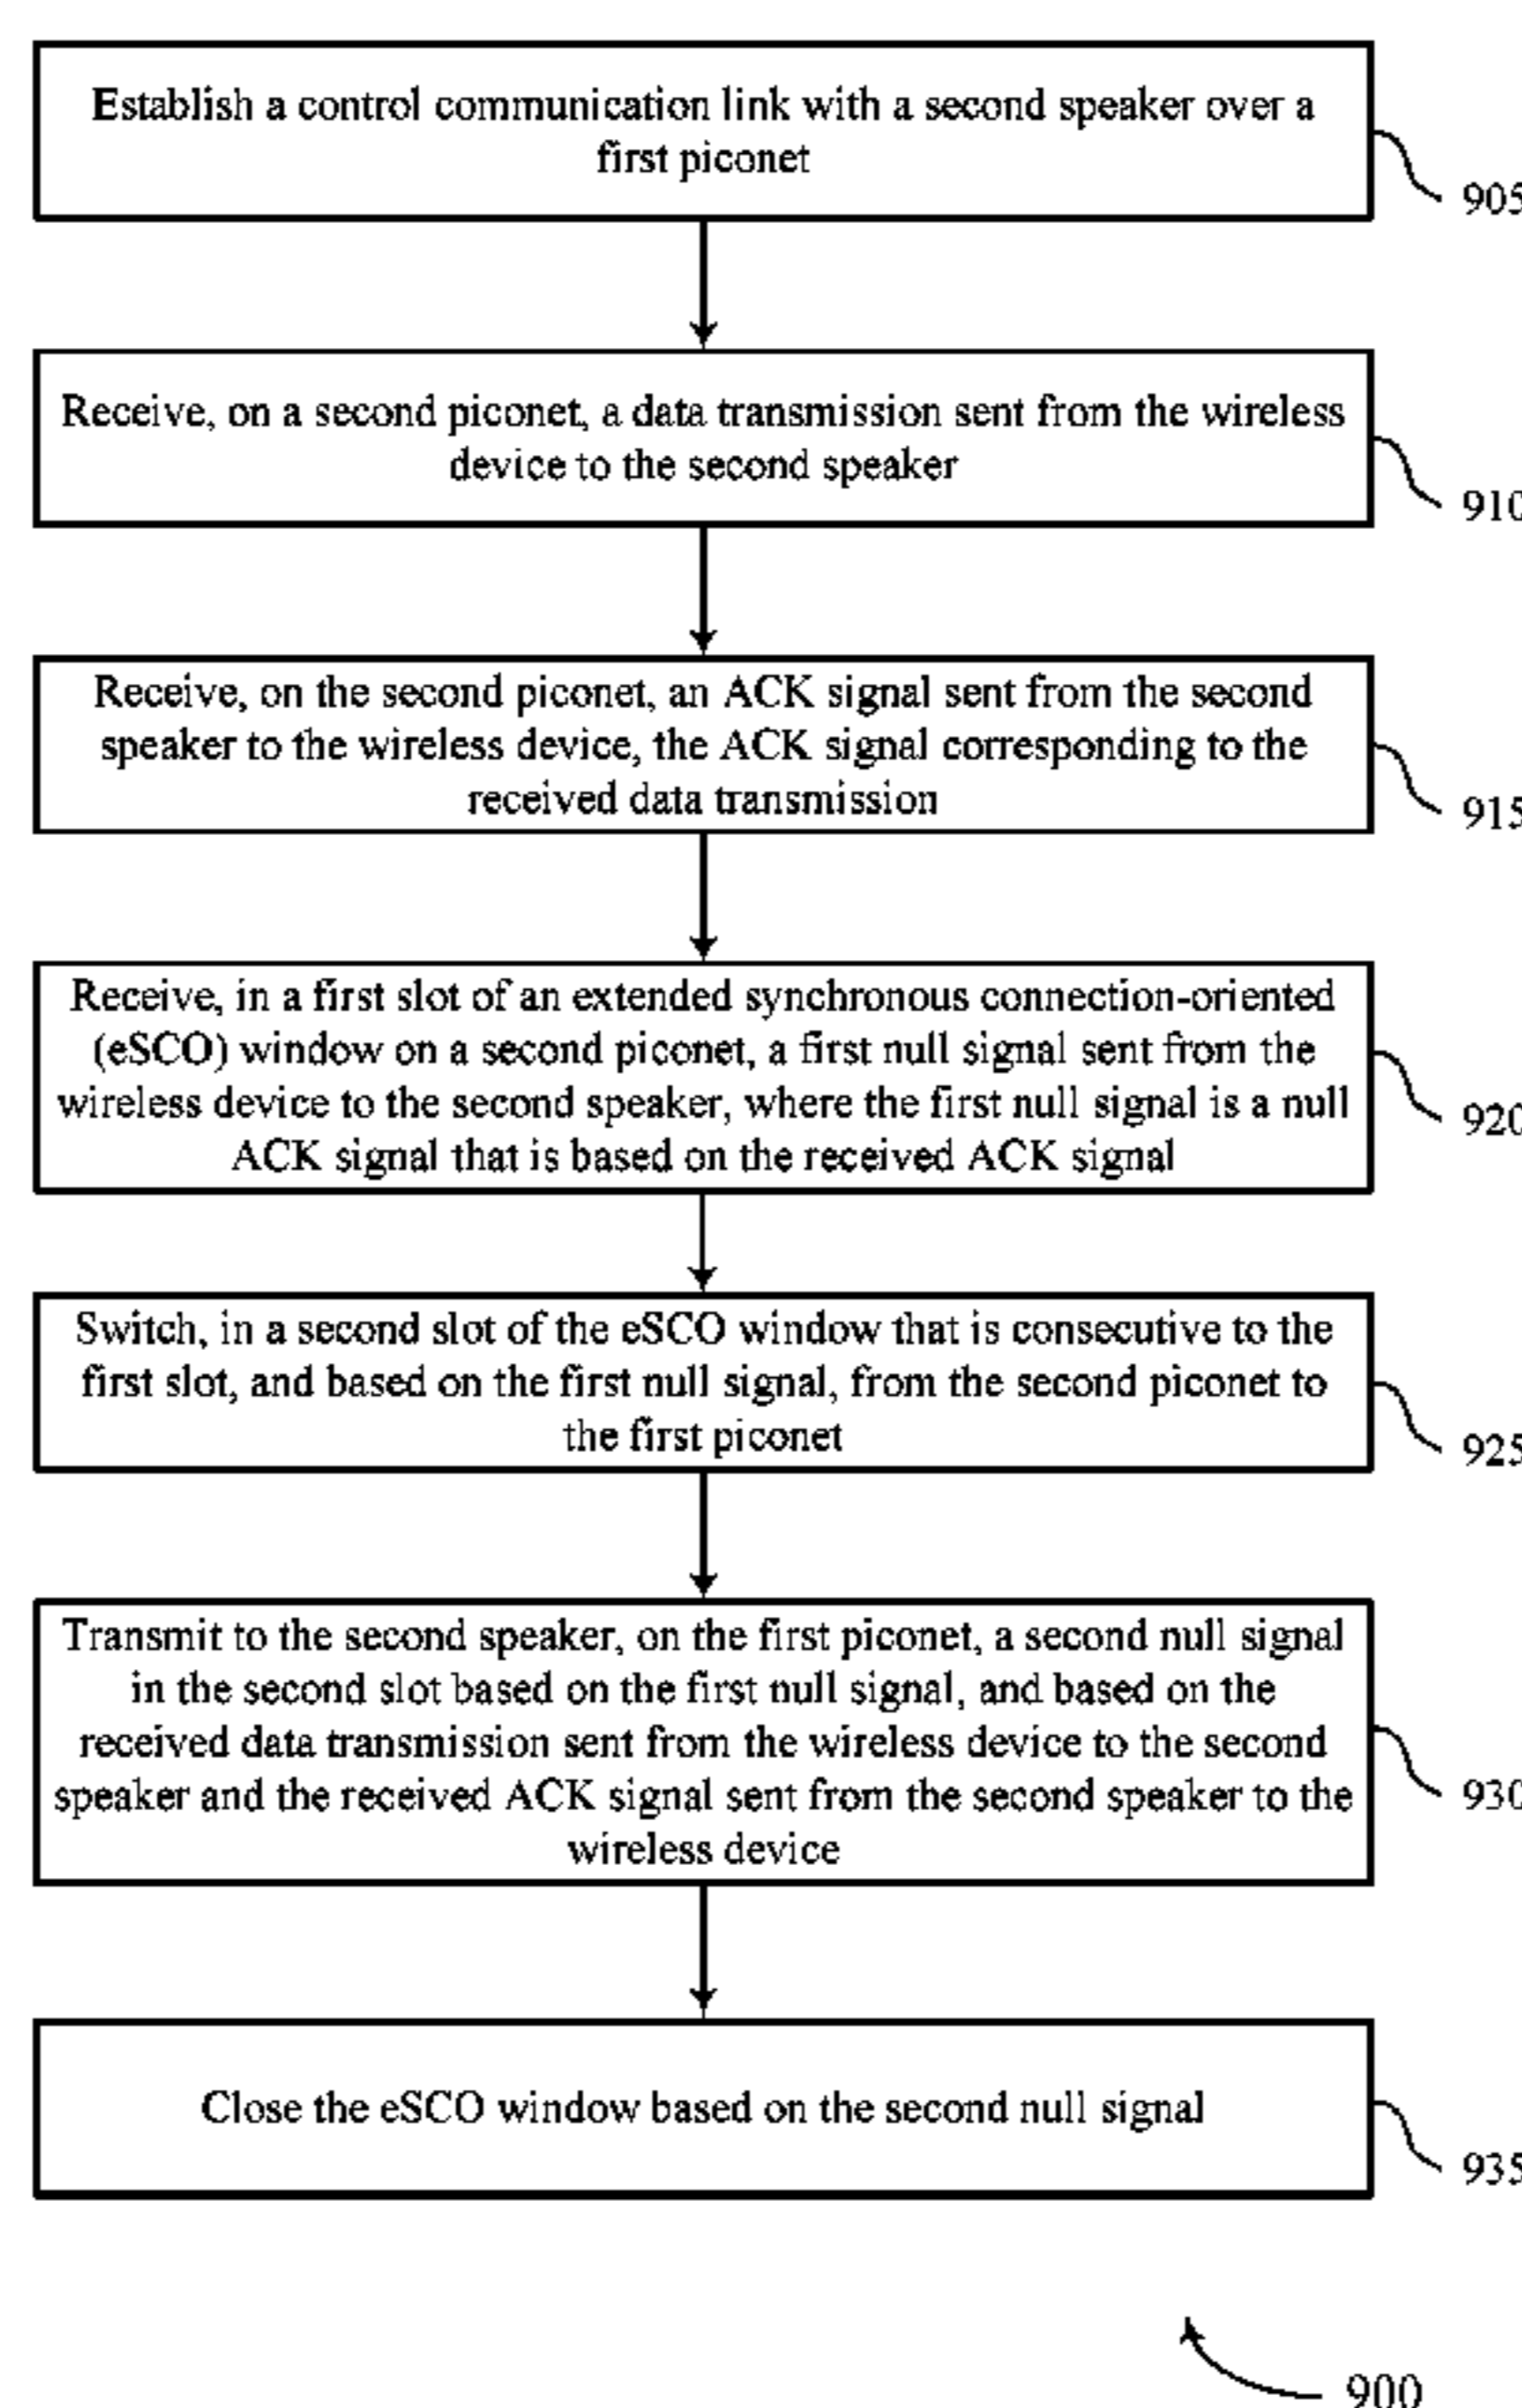 Establish a control communication link with a second speaker over a
first piconet
905
Receive, on a second piconet, a data transmission sent from the wireless
device to the second speaker
910
Receive, on the second piconet, an ACK signal sent from the second
speaker to the wireless device, the ACK signal corresponding to the
received data transmission
915
Receive, in a first slot of an extended synchronous connection-oriented
(eSCO) window on a second piconet, a first null signal sent from the
wireless device to the second speaker, where the first null signal is a null
ACK signal that is based on the received ACK signal
920
Switch, in a second slot of the eSCO window that is consecutive to the
first slot, and based on the first null signal, from the second piconet to
the first piconet
925
Transmit to the second speaker, on the first piconet, a second null signal
in the second slot based on the first null signal, and based on the
received data transmission sent from the wireless device to the second
speaker and the received ACK signal sent from the second speaker to the
wireless device
930
Close the eSCO window based on the second null signal
935
900